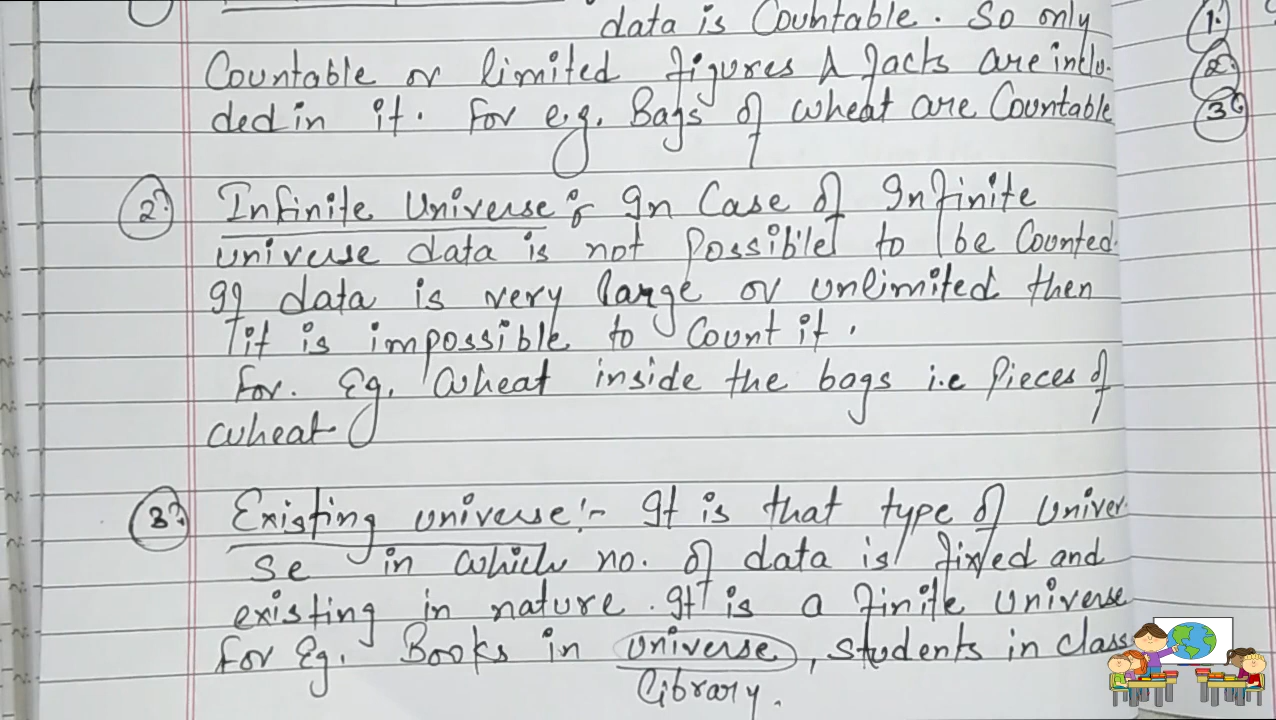 data is Countable. So only
Countable or limited figures & facts are inclu-
ded in it. For e.g. Bags of wheat are Countable
2. Infinite Universe :- In Case of Infinite
universe data is not Possible to be Counted.
If data is very large or unlimited then
it is impossible to Count it.
For. Eg. Wheat inside the bags i.e Pieces of
wheat.
3. Existing universe :- It is that type of Univer-
se in which no. of data is fixed and
existing in nature. It is a finite Universe
For Eg. Books in universe, students in class
library.
1.
2.
3.